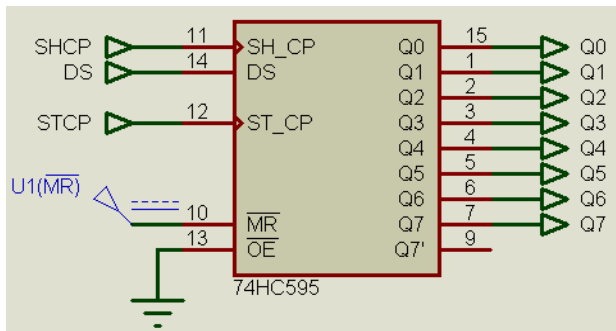 SHCP 11 SH_CP Q0 15 Q0
DS 14 DS Q1 1 Q1
Q2 2 Q2
STCP 12 ST_CP Q3 3 Q3
Q4 4 Q4
Q5 5 Q5
U1(MR) Q6 6 Q6
10 MR Q7 7 Q7
13 OE Q7' 9
74HC595